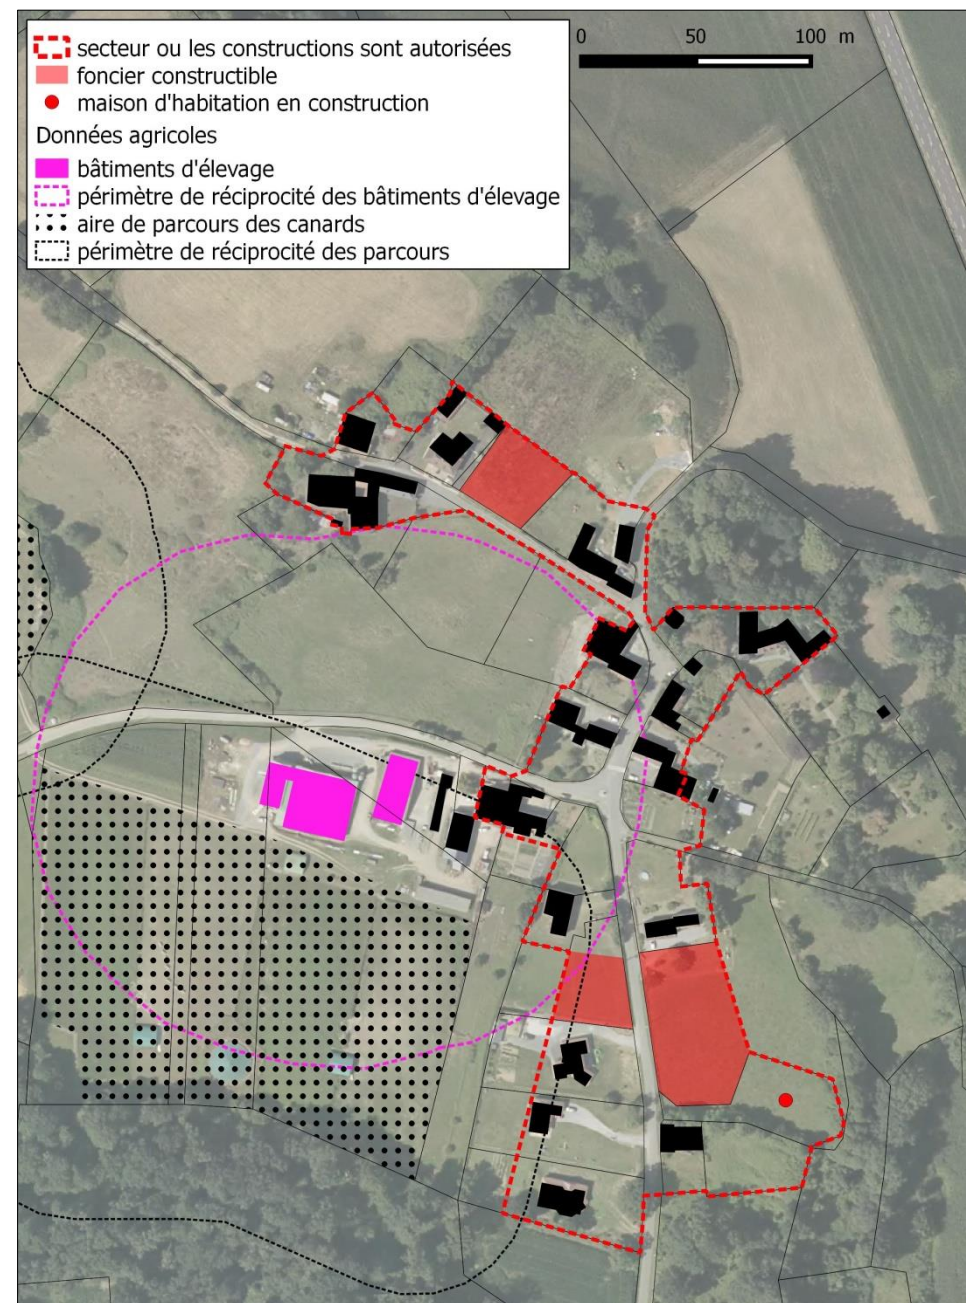 secteur ou les constructions sont autorisées
foncier constructible
maison d'habitation en construction
Données agricoles
bâtiments d'élevage
périmètre de réciprocité des bâtiments d'élevage
aire de parcours des canards
périmètre de réciprocité des parcours
0 50 100 m